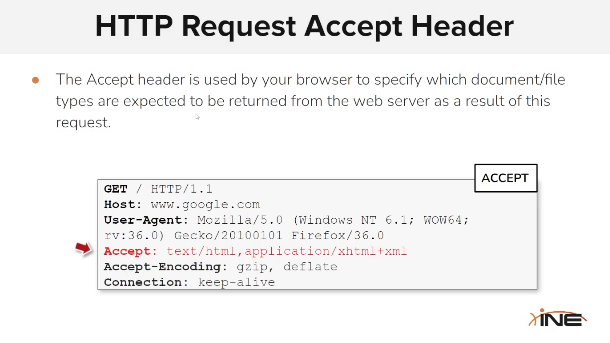 HTTP Request Accept Header
The Accept header is used by your browser to specify which document/file
types are expected to be returned from the web server as a result of this
request.
ACCEPT
GET / HTTP/1.1
Host: www.google.com
User-Agent: Mozilla/5.0 (Windows NT 6.1; WOW64;
rv:36.0) Gecko/20100101 Firefox/36.0
Accept: text/html,application/xhtml+xml
Accept-Encoding: gzip, deflate
Connection: keep-alive
INE